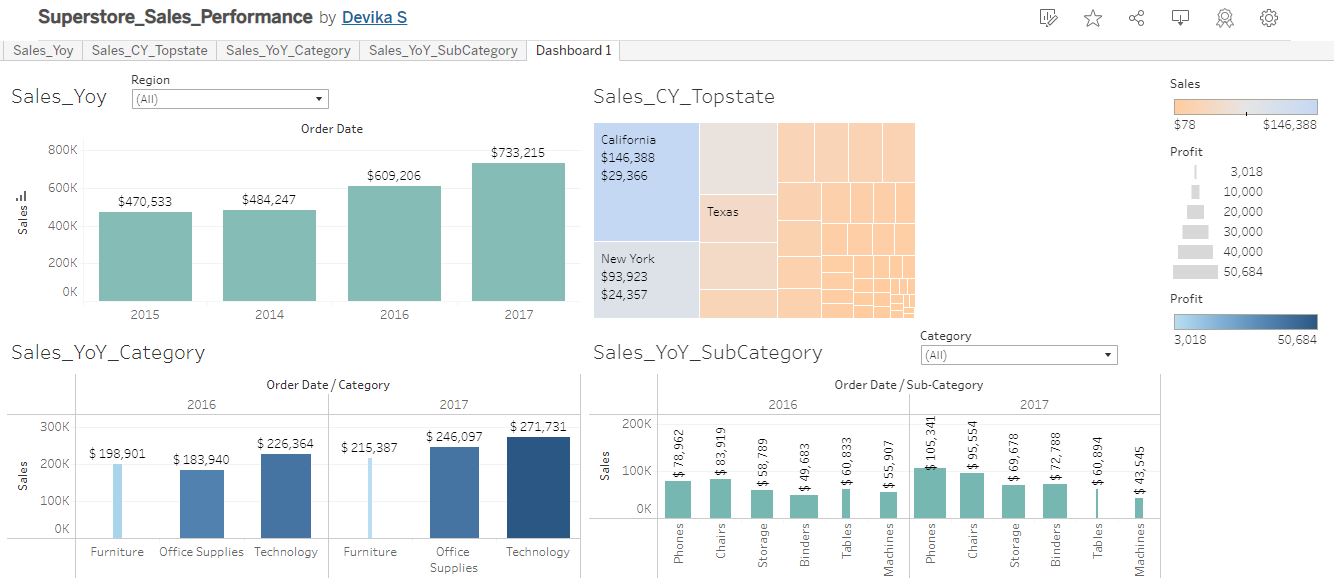 Superstore_Sales_Performance by Devika S
Sales_Yoy
Sales_CY_Topstate
Sales_YoY_Category
Sales_YoY_SubCategory
Dashboard 1
Sales_Yoy
Region
(All)
Order Date
Sales
800K
600K
400K
200K
0K
$470,533
$484,247
$609,206
$733,215
2015
2014
2016
2017
Sales_CY_Topstate
California
$146,388
$29,366
New York
$93,923
$24,357
Texas
Sales
$78
$146,388
Profit
3,018
10,000
20,000
30,000
40,000
50,684
Profit
3,018
50,684
Sales_YoY_Category
Order Date / Category
2016
2017
Sales
300K
200K
100K
0K
$ 198,901
$ 183,940
$ 226,364
$ 215,387
$ 246,097
$ 271,731
Furniture
Office Supplies
Technology
Furniture
Office
Supplies
Technology
Sales_YoY_SubCategory
Category
(All)
Order Date / Sub-Category
2016
2017
Sales
200K
100K
0K
$ 78,962
$ 83,919
$ 58,789
$ 49,683
$ 60,833
$ 55,907
$ 105,341
$ 95,554
$ 69,678
$ 72,788
$ 60,894
$ 43,545
Phones
Chairs
Storage
Binders
Tables
Machines
Phones
Chairs
Storage
Binders
Tables
Machines